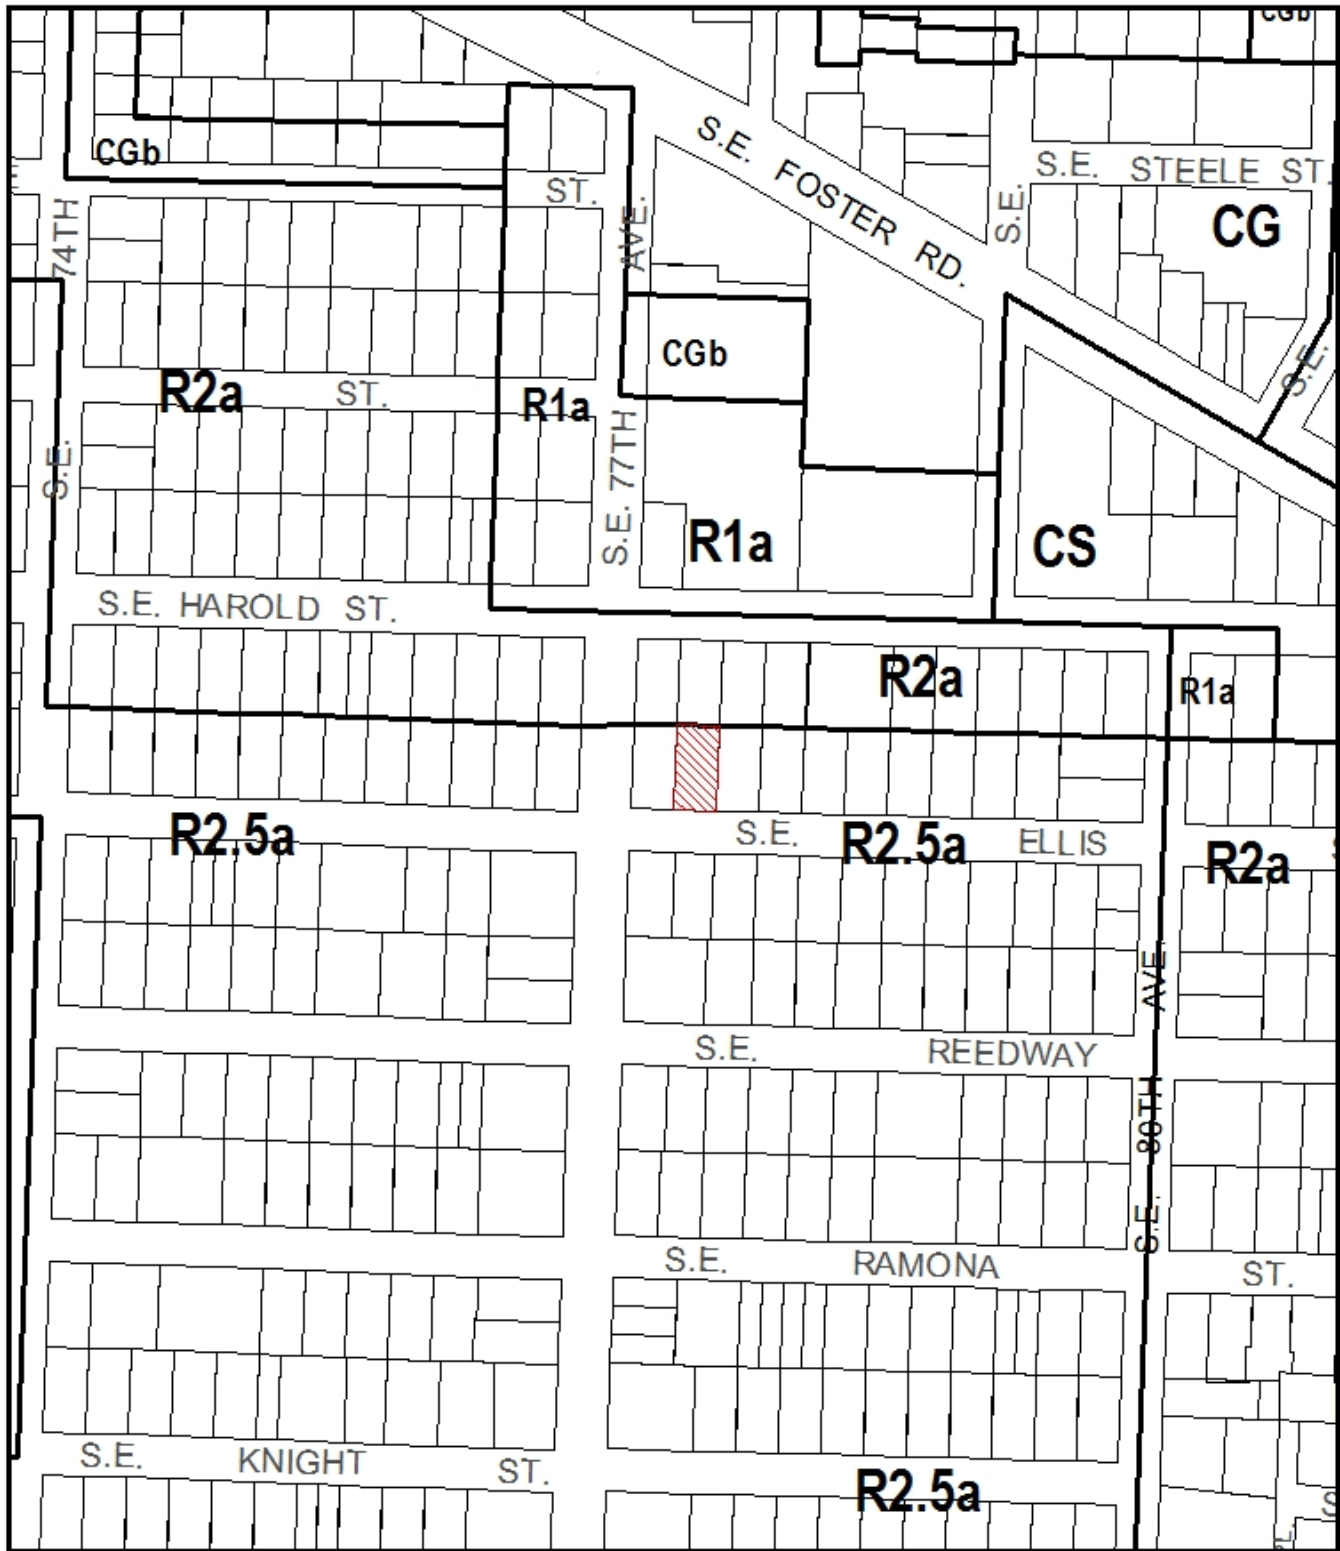 CGb
S.E. FOSTER RD.
CGb
S.E. STEELE ST.
ST.
S.E.
74TH
AVE.
CG
CGb
S.E.
R2a
ST.
R1a
S.E.
S.E. 77TH
R1a
CS
S.E. HAROLD ST.
R2a
R1a
R2.5a
S.E. ELLIS
R2.5a
R2a
AVE.
S.E. REEDWAY
S.E. 80TH
S.E. RAMONA ST.
S.E. KNIGHT ST.
R2.5a